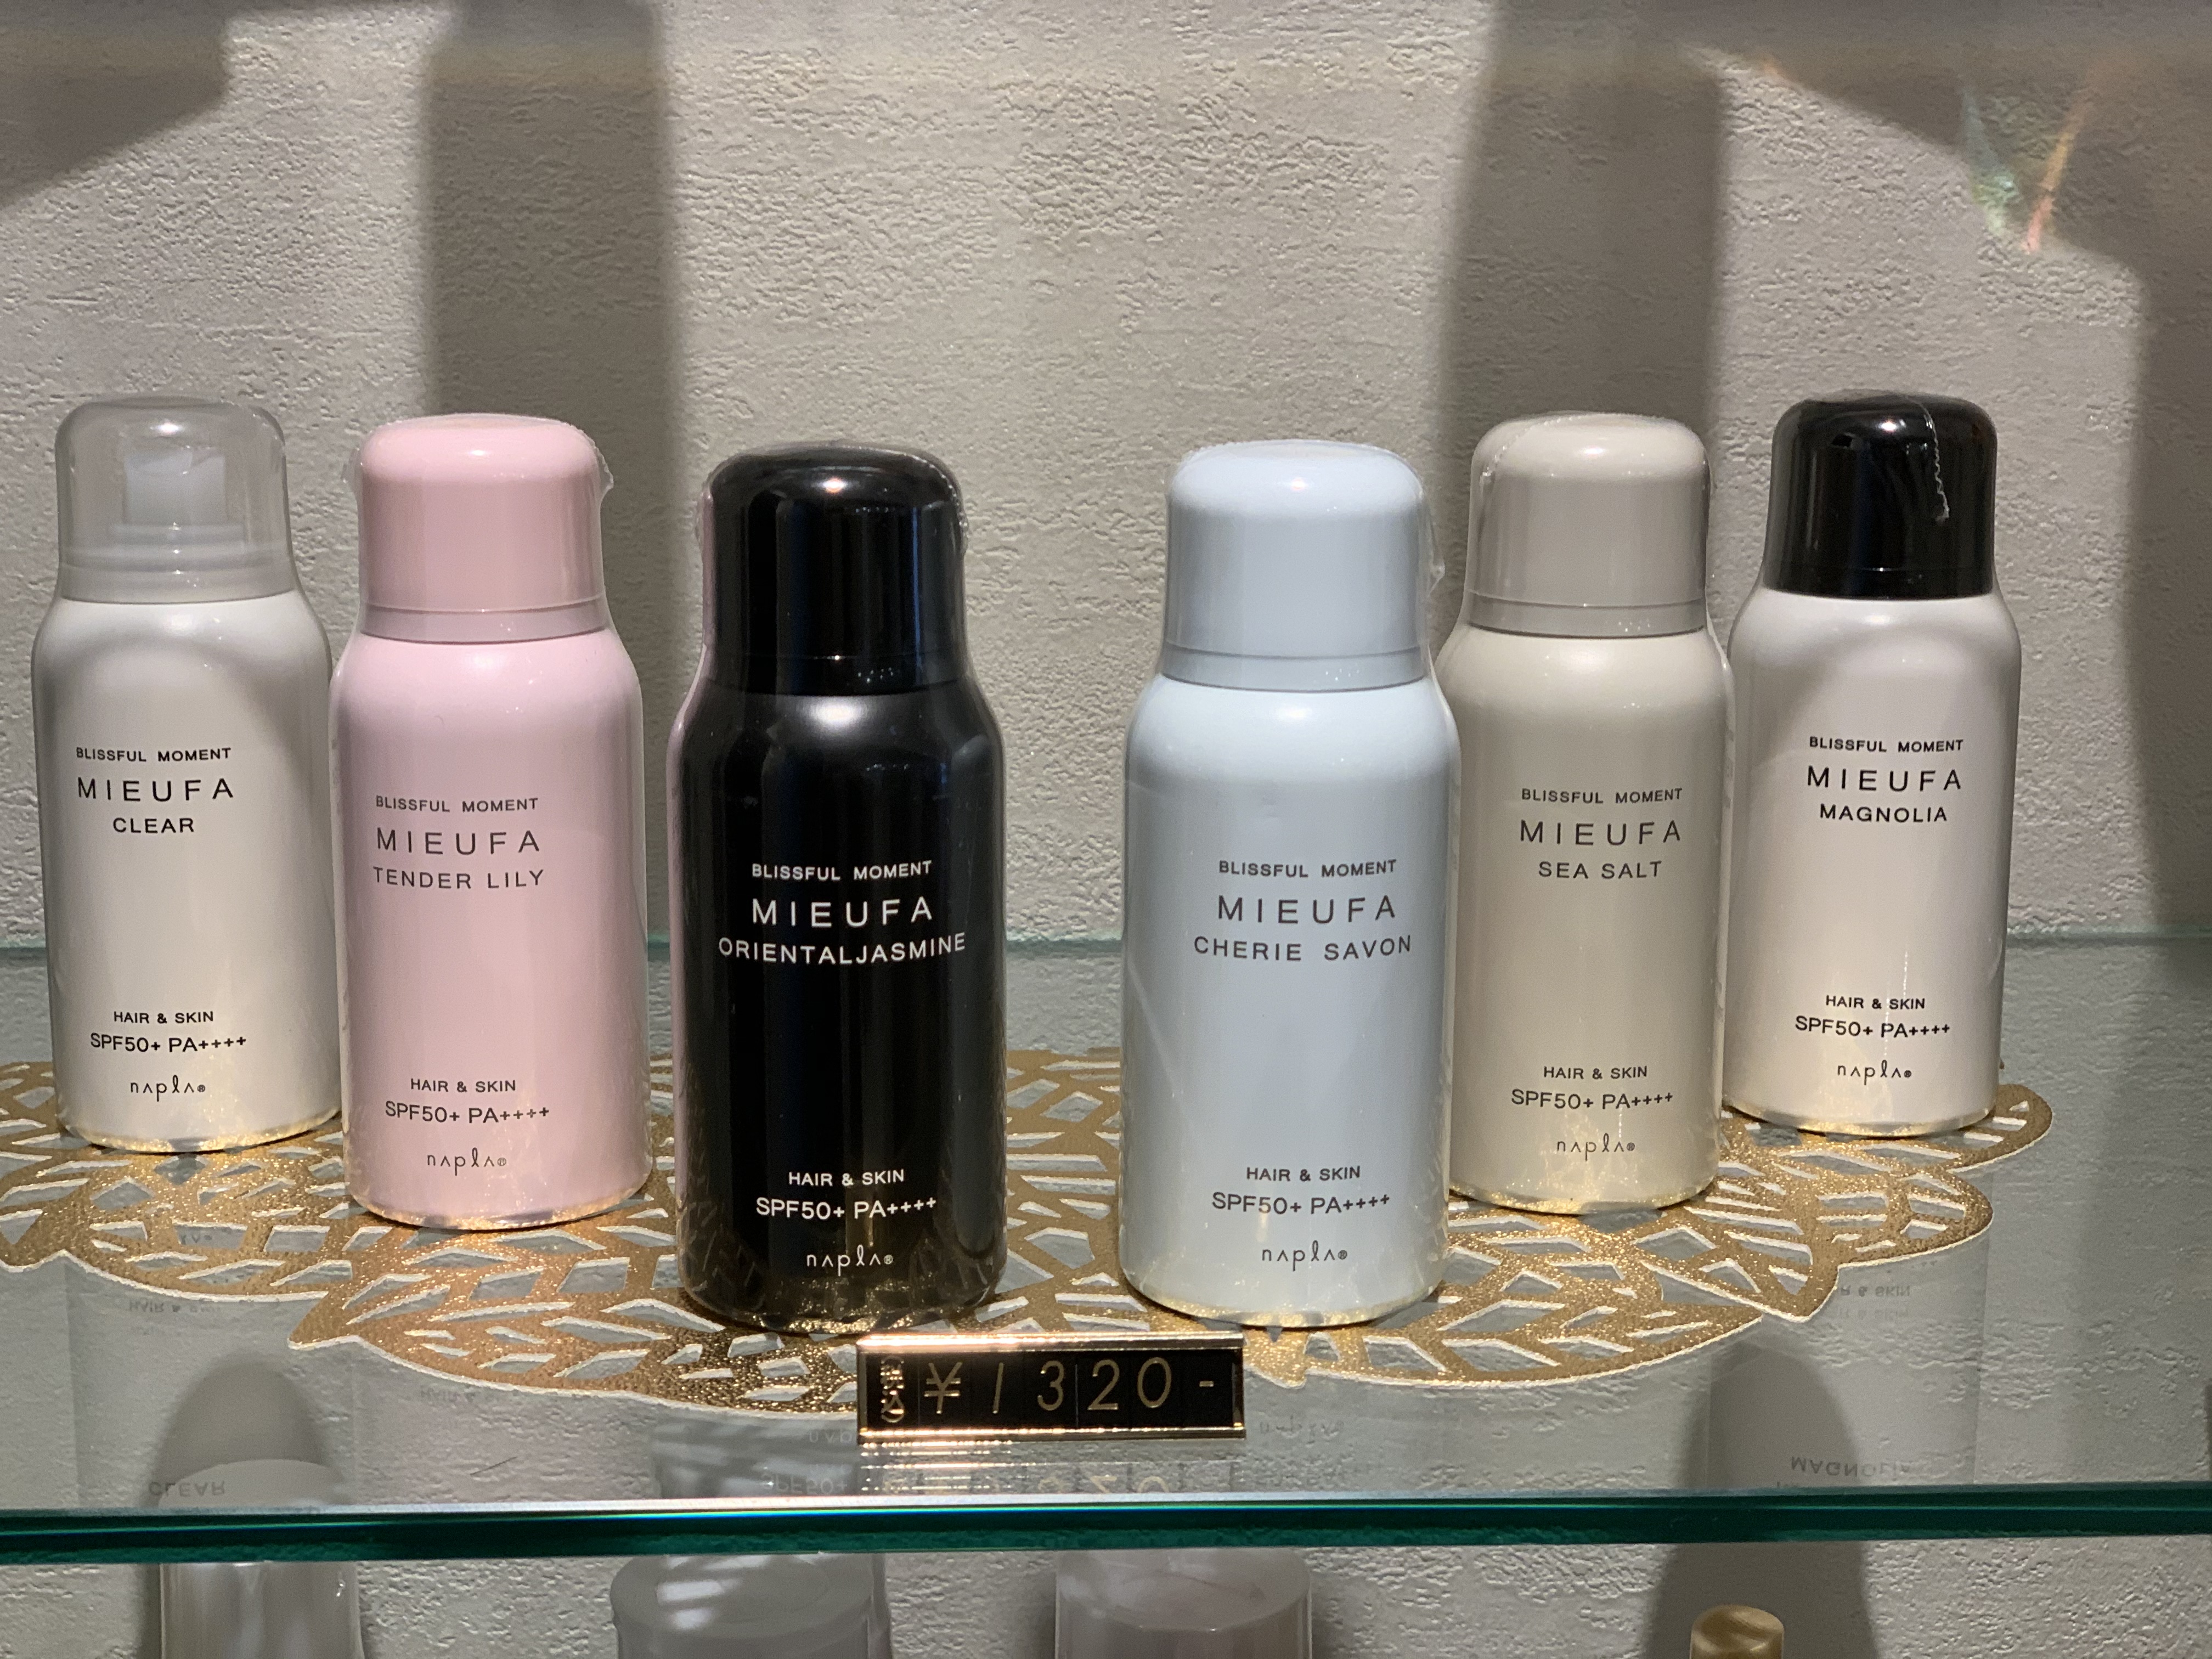 BLISSFUL MOMENT
MIEUFA
CLEAR
HAIR & SKIN
SPF50+ PA++++
napla®
BLISSFUL MOMENT
MIEUFA
TENDER LILY
HAIR & SKIN
SPF50+ PA++++
napla®
BLISSFUL MOMENT
MIEUFA
ORIENTALJASMINE
HAIR & SKIN
SPF50+ PA++++
napla®
BLISSFUL MOMENT
MIEUFA
CHERIE SAVON
HAIR & SKIN
SPF50+ PA++++
napla®
BLISSFUL MOMENT
MIEUFA
SEA SALT
HAIR & SKIN
SPF50+ PA++++
napla®
BLISSFUL MOMENT
MIEUFA
MAGNOLIA
HAIR & SKIN
SPF50+ PA++++
napla®
¥1320-